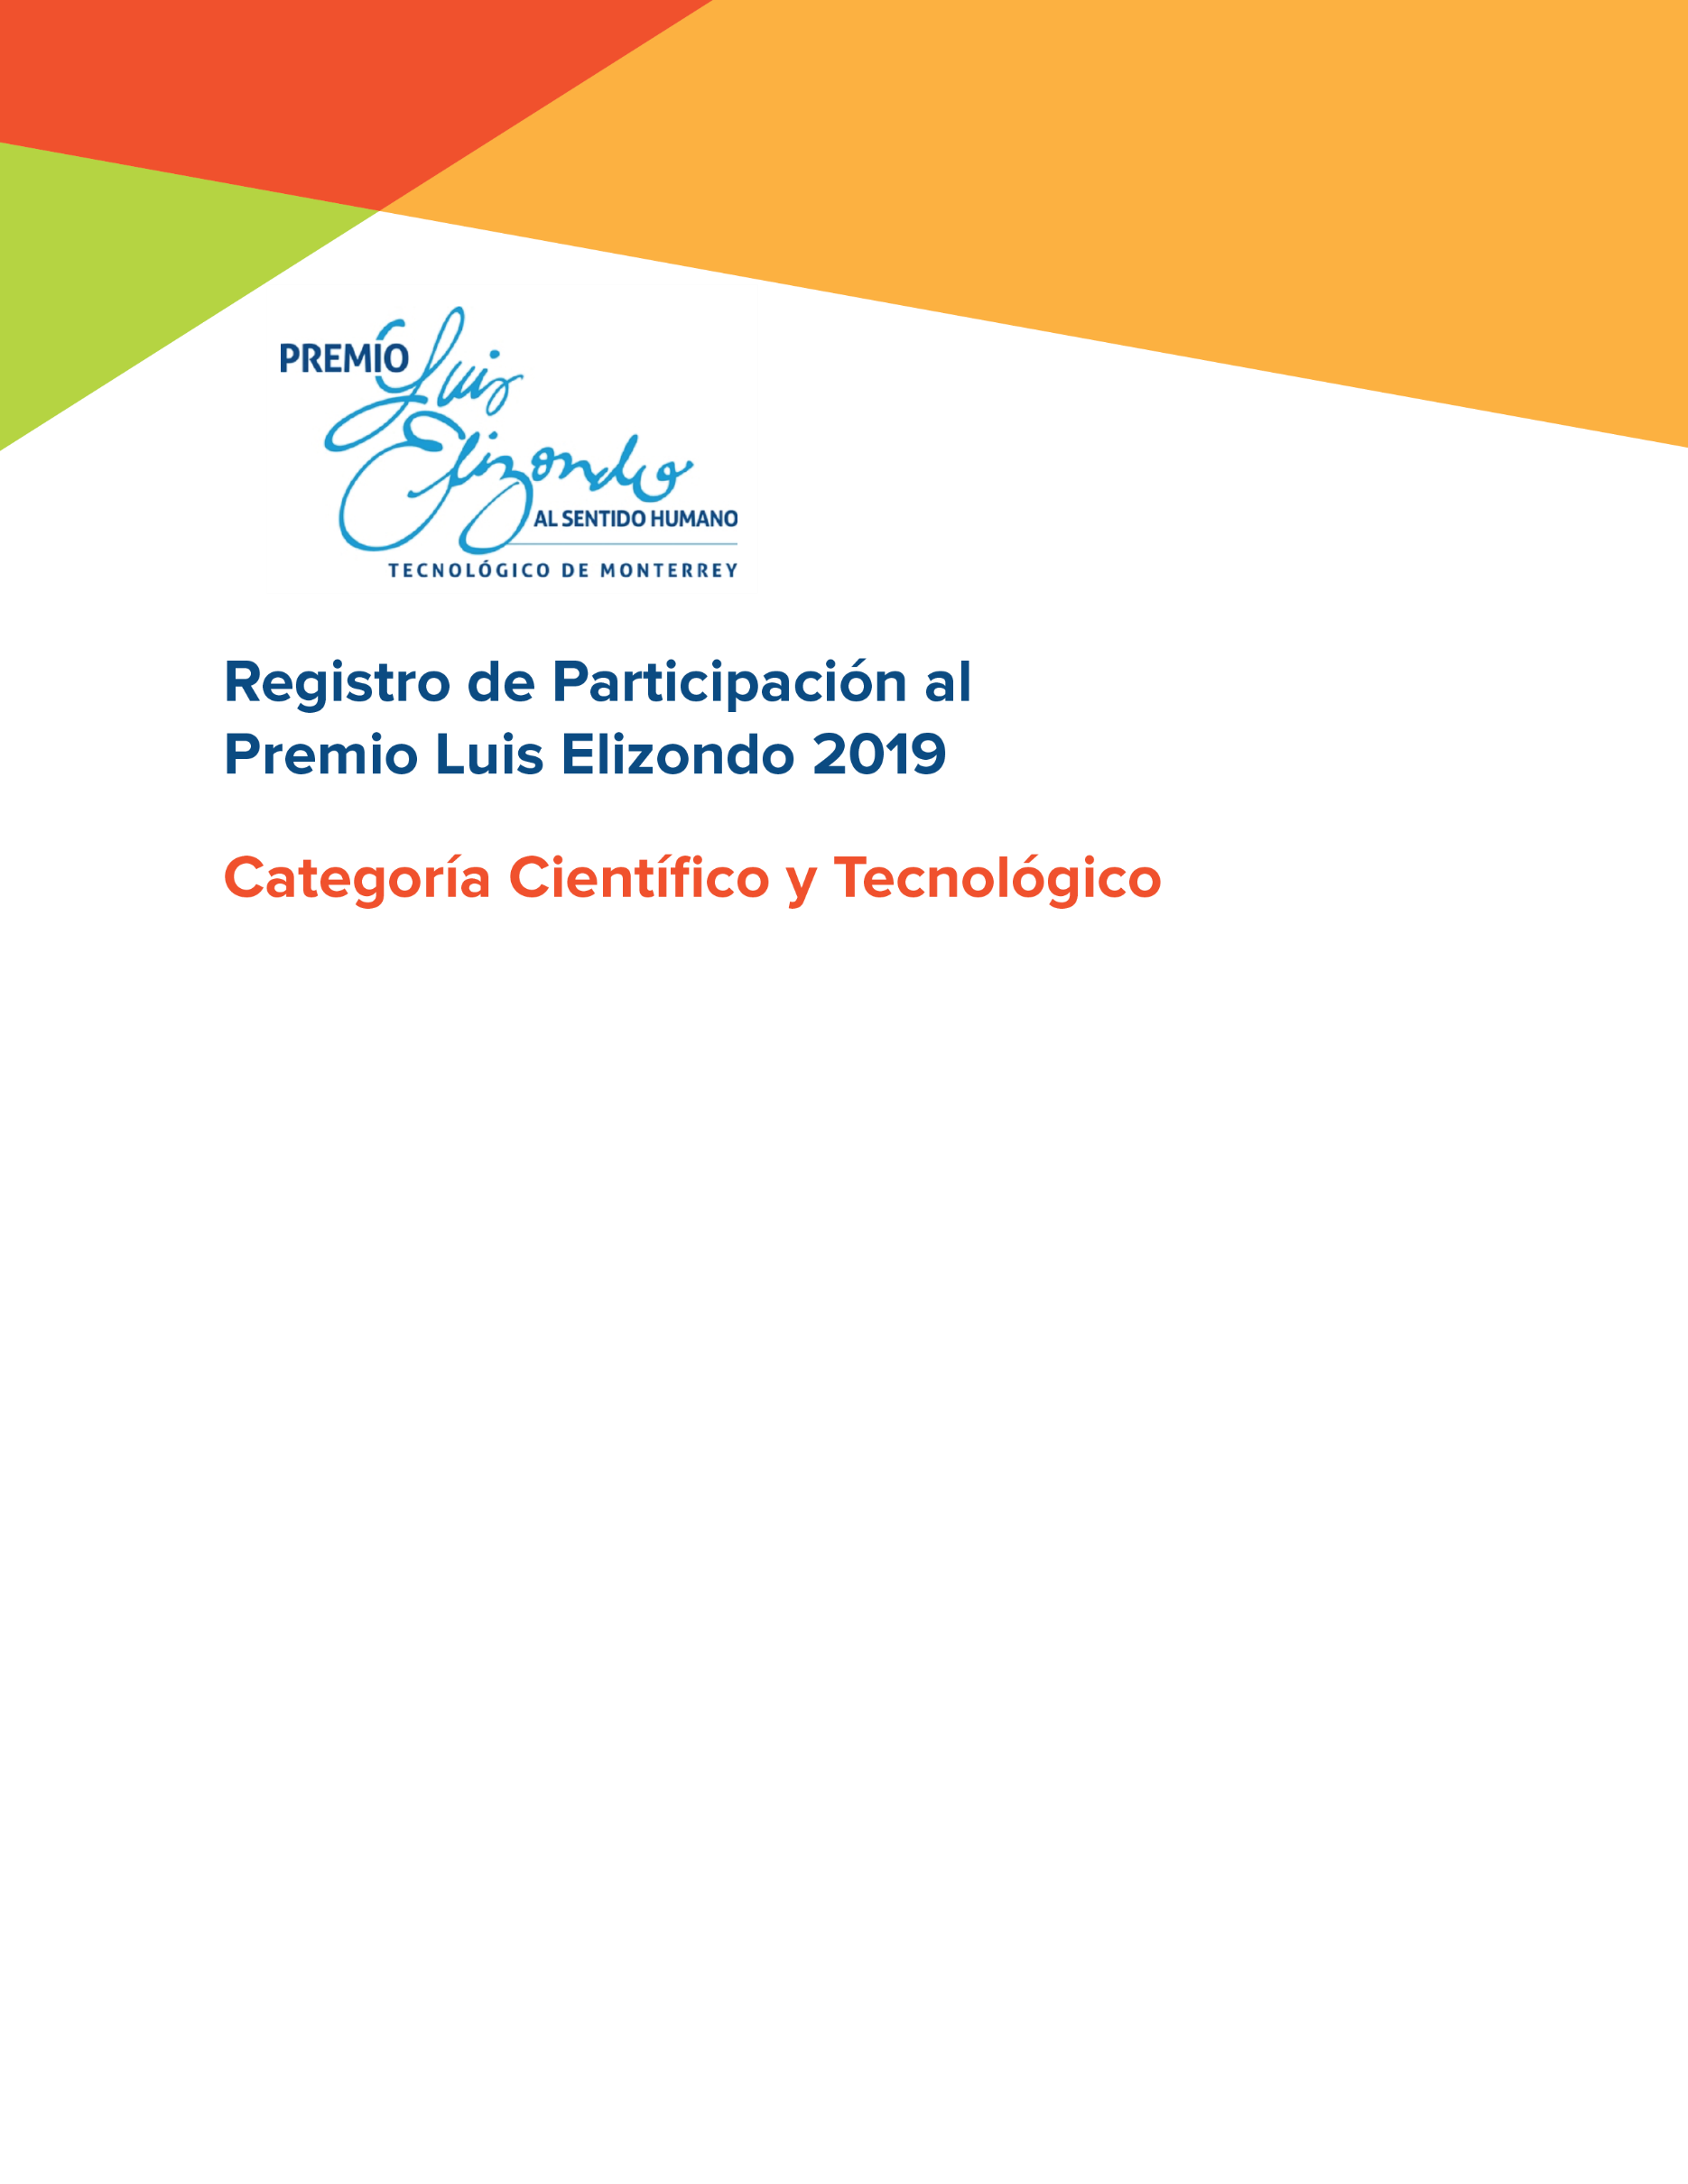 PREMIO Luis
Elizondo
AL SENTIDO HUMANO
TECNOLÓGICO DE MONTERREY
Registro de Participación al
Premio Luis Elizondo 2019
Categoría Científico y Tecnológico